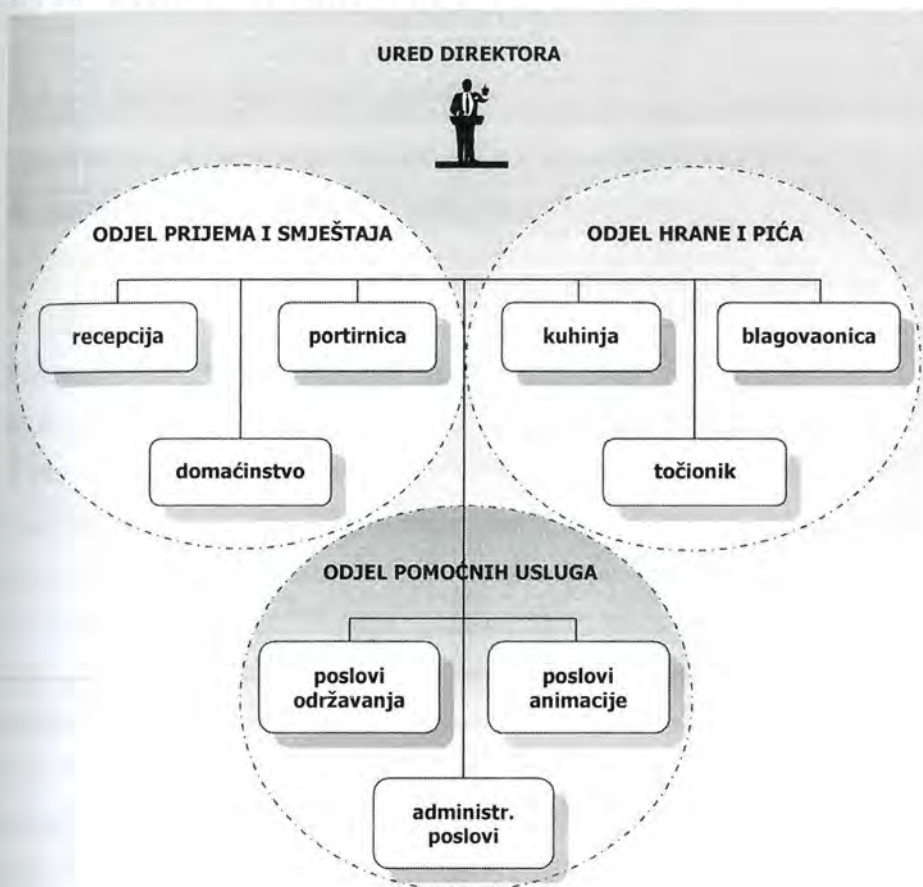 URED DIREKTORA
ODJEL PRIJEMA I SMJEŠTAJA
ODJEL HRANE I PIĆA
recepcija
portirnica
kuhinja
blagovaonica
domaćinstvo
točionik
ODJEL POMOĆNIH USLUGA
poslovi
održavanja
poslovi
animacije
administr.
poslovi